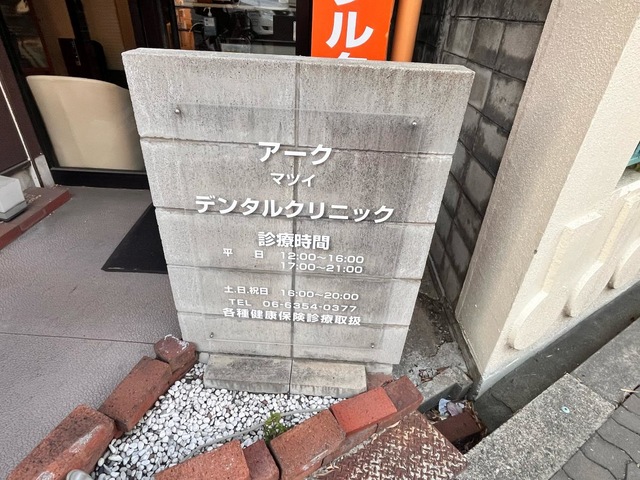 ルク
アーク
マツイ
デンタルクリニック
診療時間
平 日 12:00～16:00
17:00～21:00
土.日.祝日 16:00～20:00
TEL 06-6354-0377
各種健康保険診療取扱